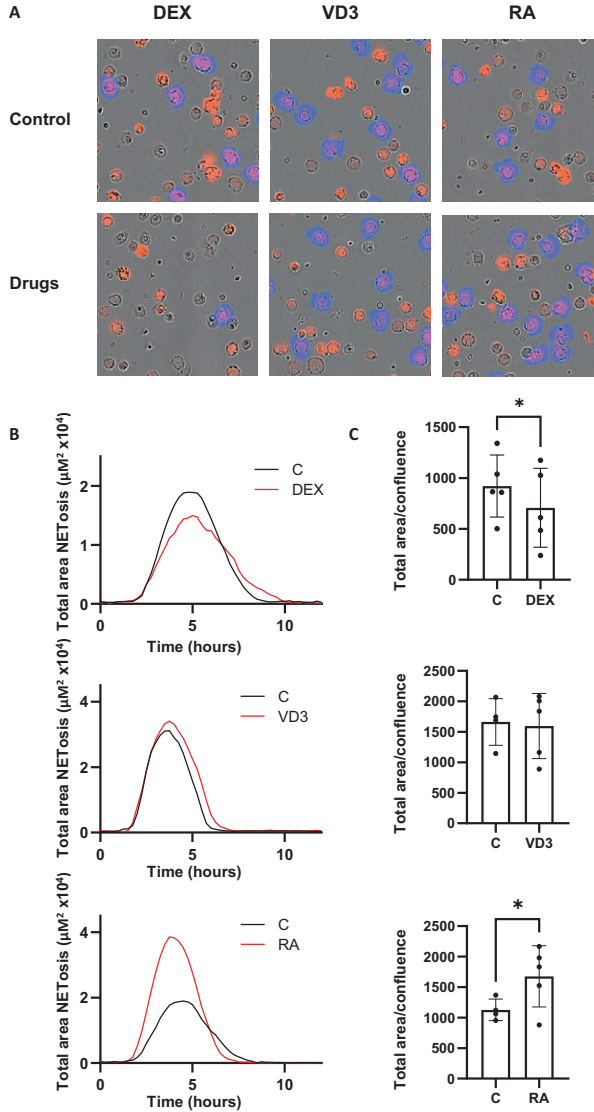 A
DEX VD3 RA
Control
Drugs
B
Total area NETosis (μM² x10⁴)
2
1
0
0 5 10
Time (hours)
C
DEX
Total area NETosis (μM² x10⁴)
4
2
0
0 5 10
Time (hours)
C
VD3
Total area NETosis (μM² x10⁴)
4
2
0
0 5 10
Time (hours)
C
RA
C
Total area/confluence
1500
1000
500
0
*
C DEX
Total area/confluence
2500
2000
1500
1000
500
0
C VD3
Total area/confluence
2500
2000
1500
1000
500
0
*
C RA